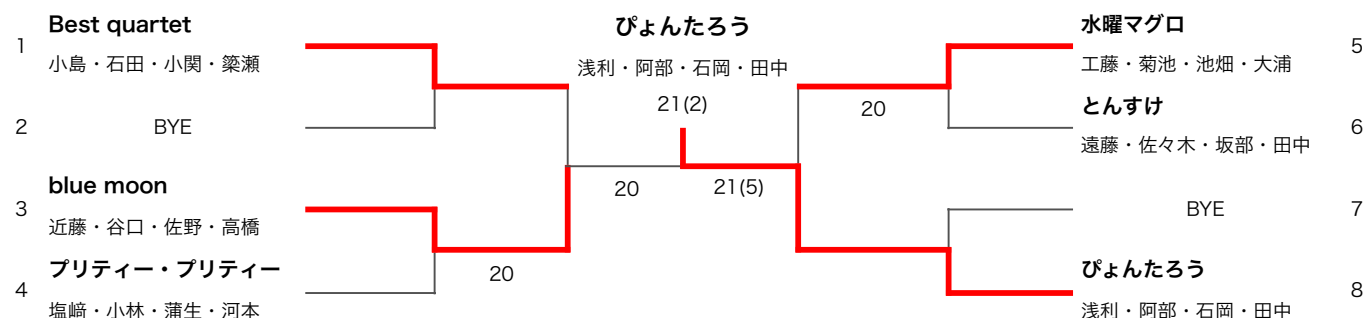 Best quartet
1
小島・石田・小関・簗瀬
2
BYE
blue moon
3
近藤・谷口・佐野・高橋
プリティー・プリティー
4
塩﨑・小林・蒲生・河本
20
ぴょんたろう
浅利・阿部・石岡・田中
21(2)
20
21(5)
20
水曜マグロ
5
工藤・菊池・池畑・大浦
とんすけ
6
遠藤・佐々木・坂部・田中
BYE
7
ぴょんたろう
8
浅利・阿部・石岡・田中